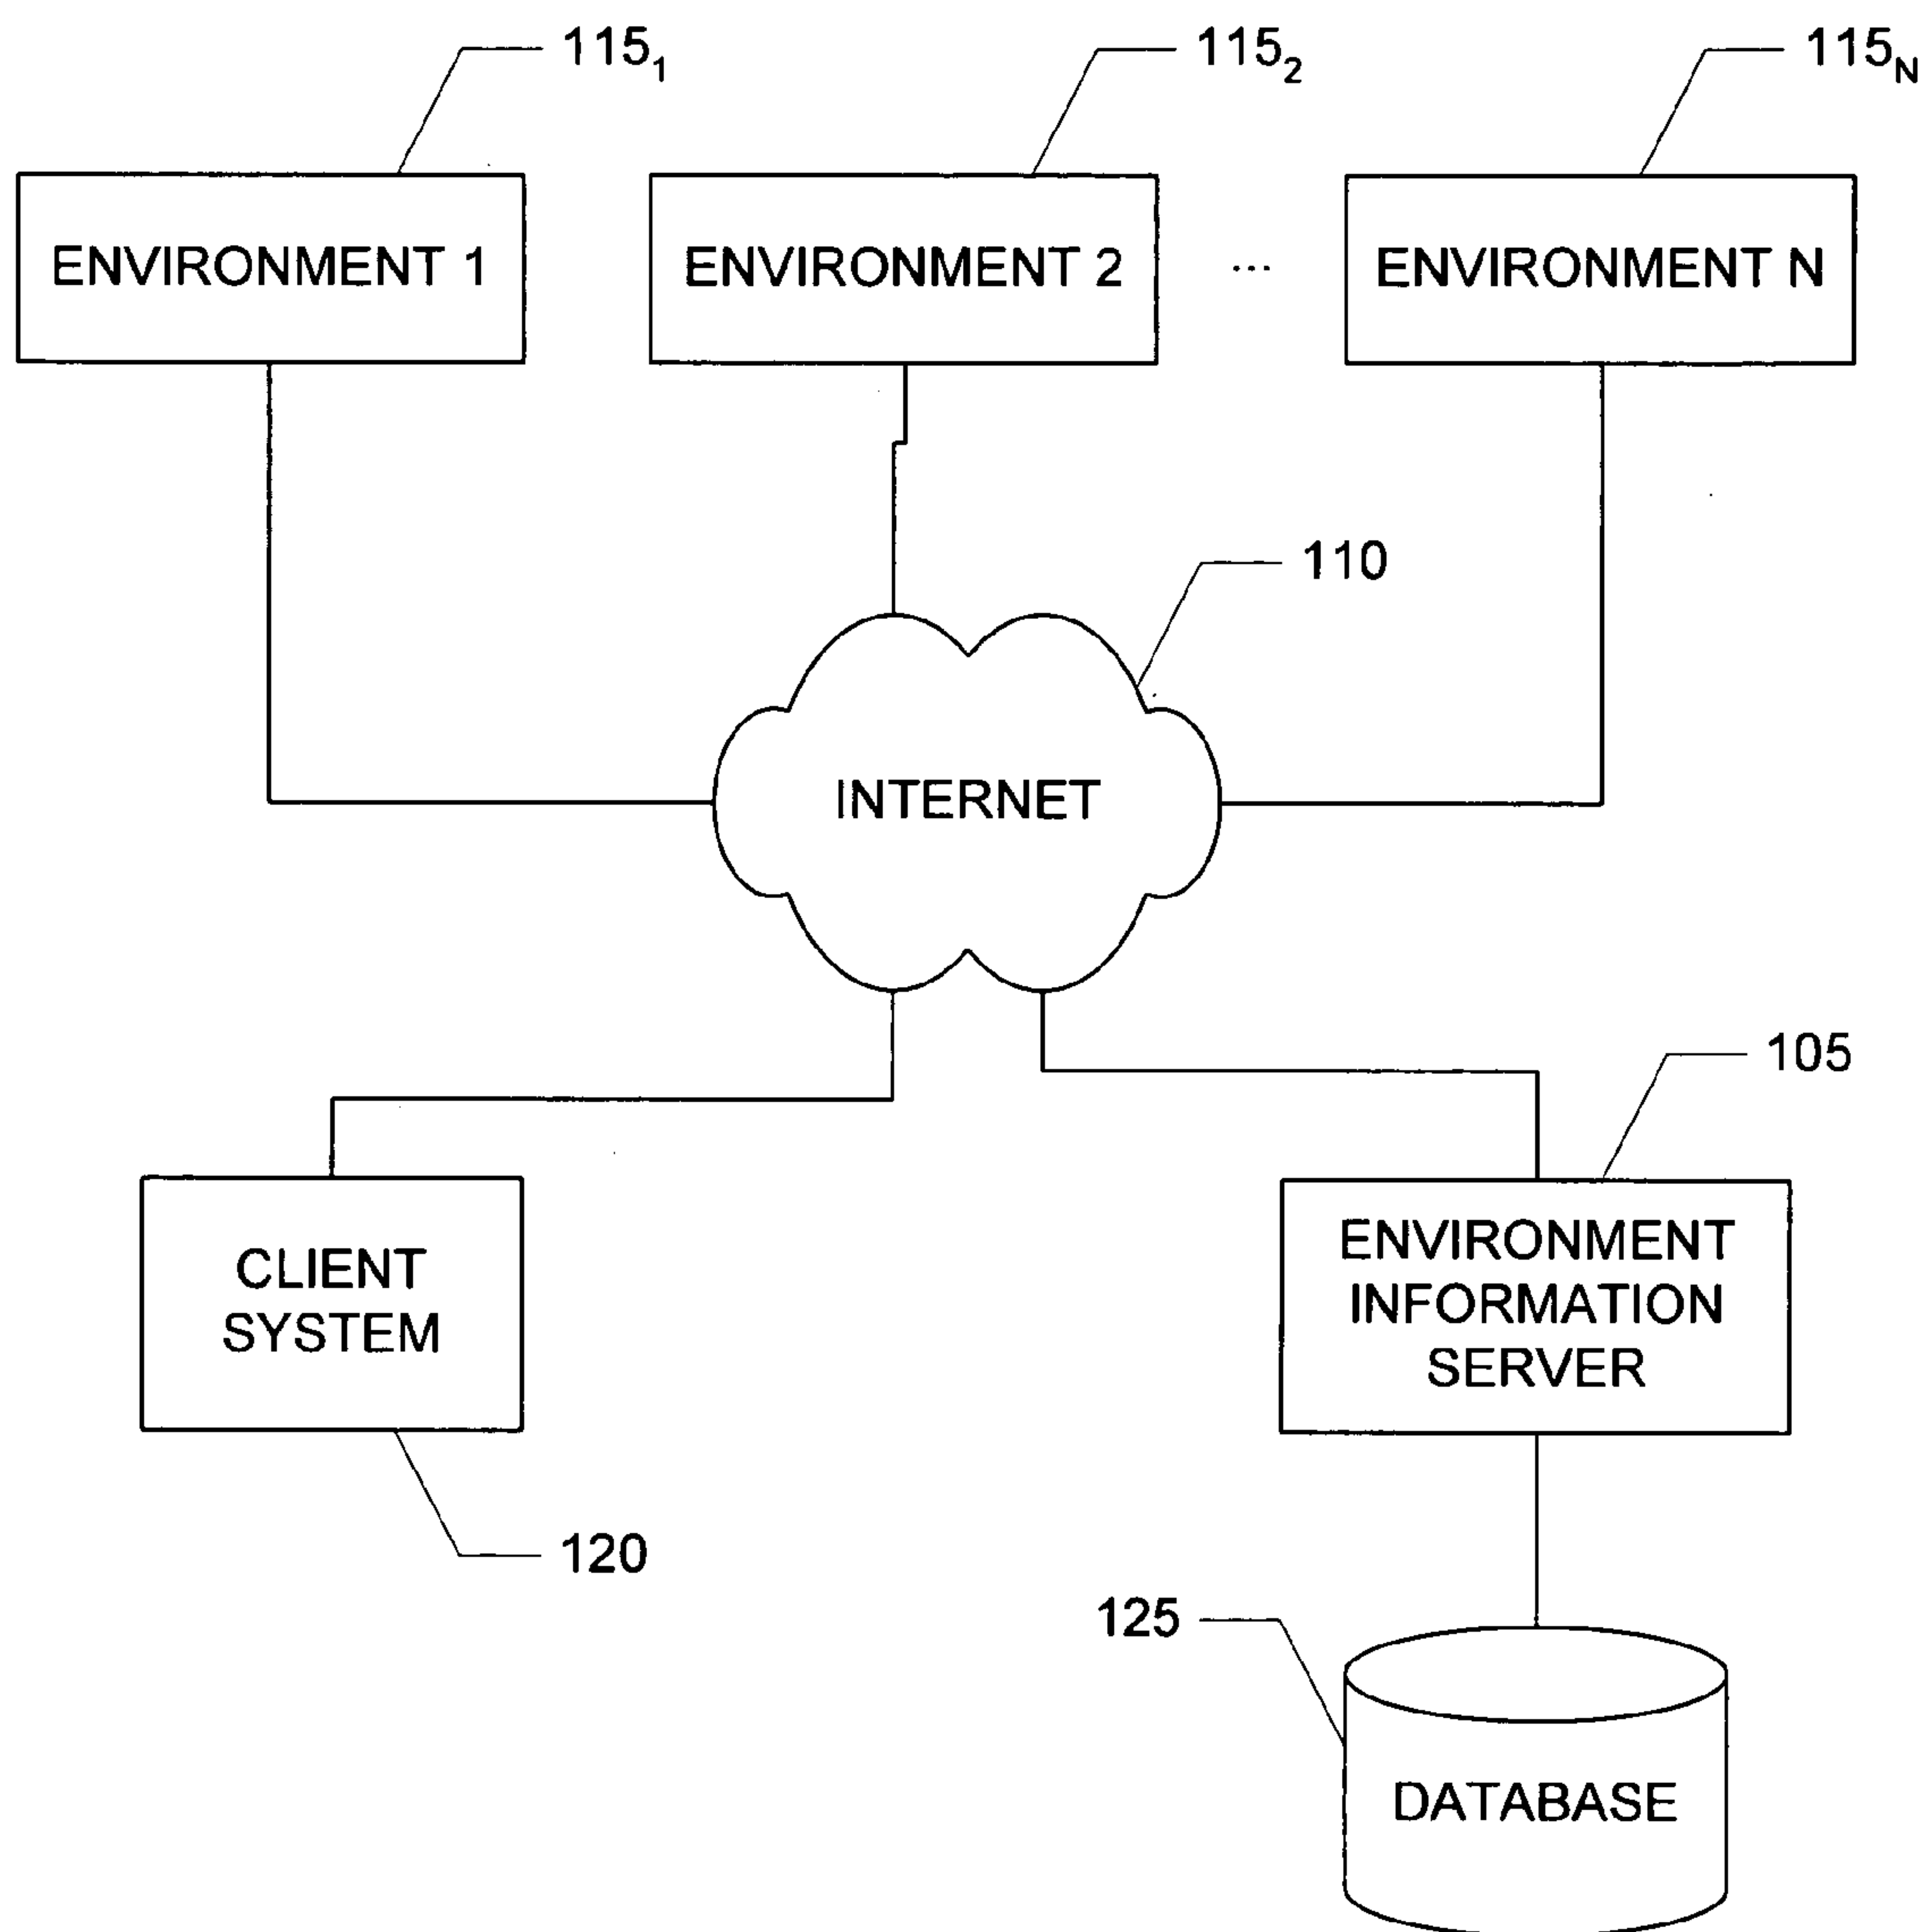 115₁
115₂
115N
ENVIRONMENT 1
ENVIRONMENT 2
...
ENVIRONMENT N
110
INTERNET
105
CLIENT
SYSTEM
ENVIRONMENT
INFORMATION
SERVER
120
125
DATABASE